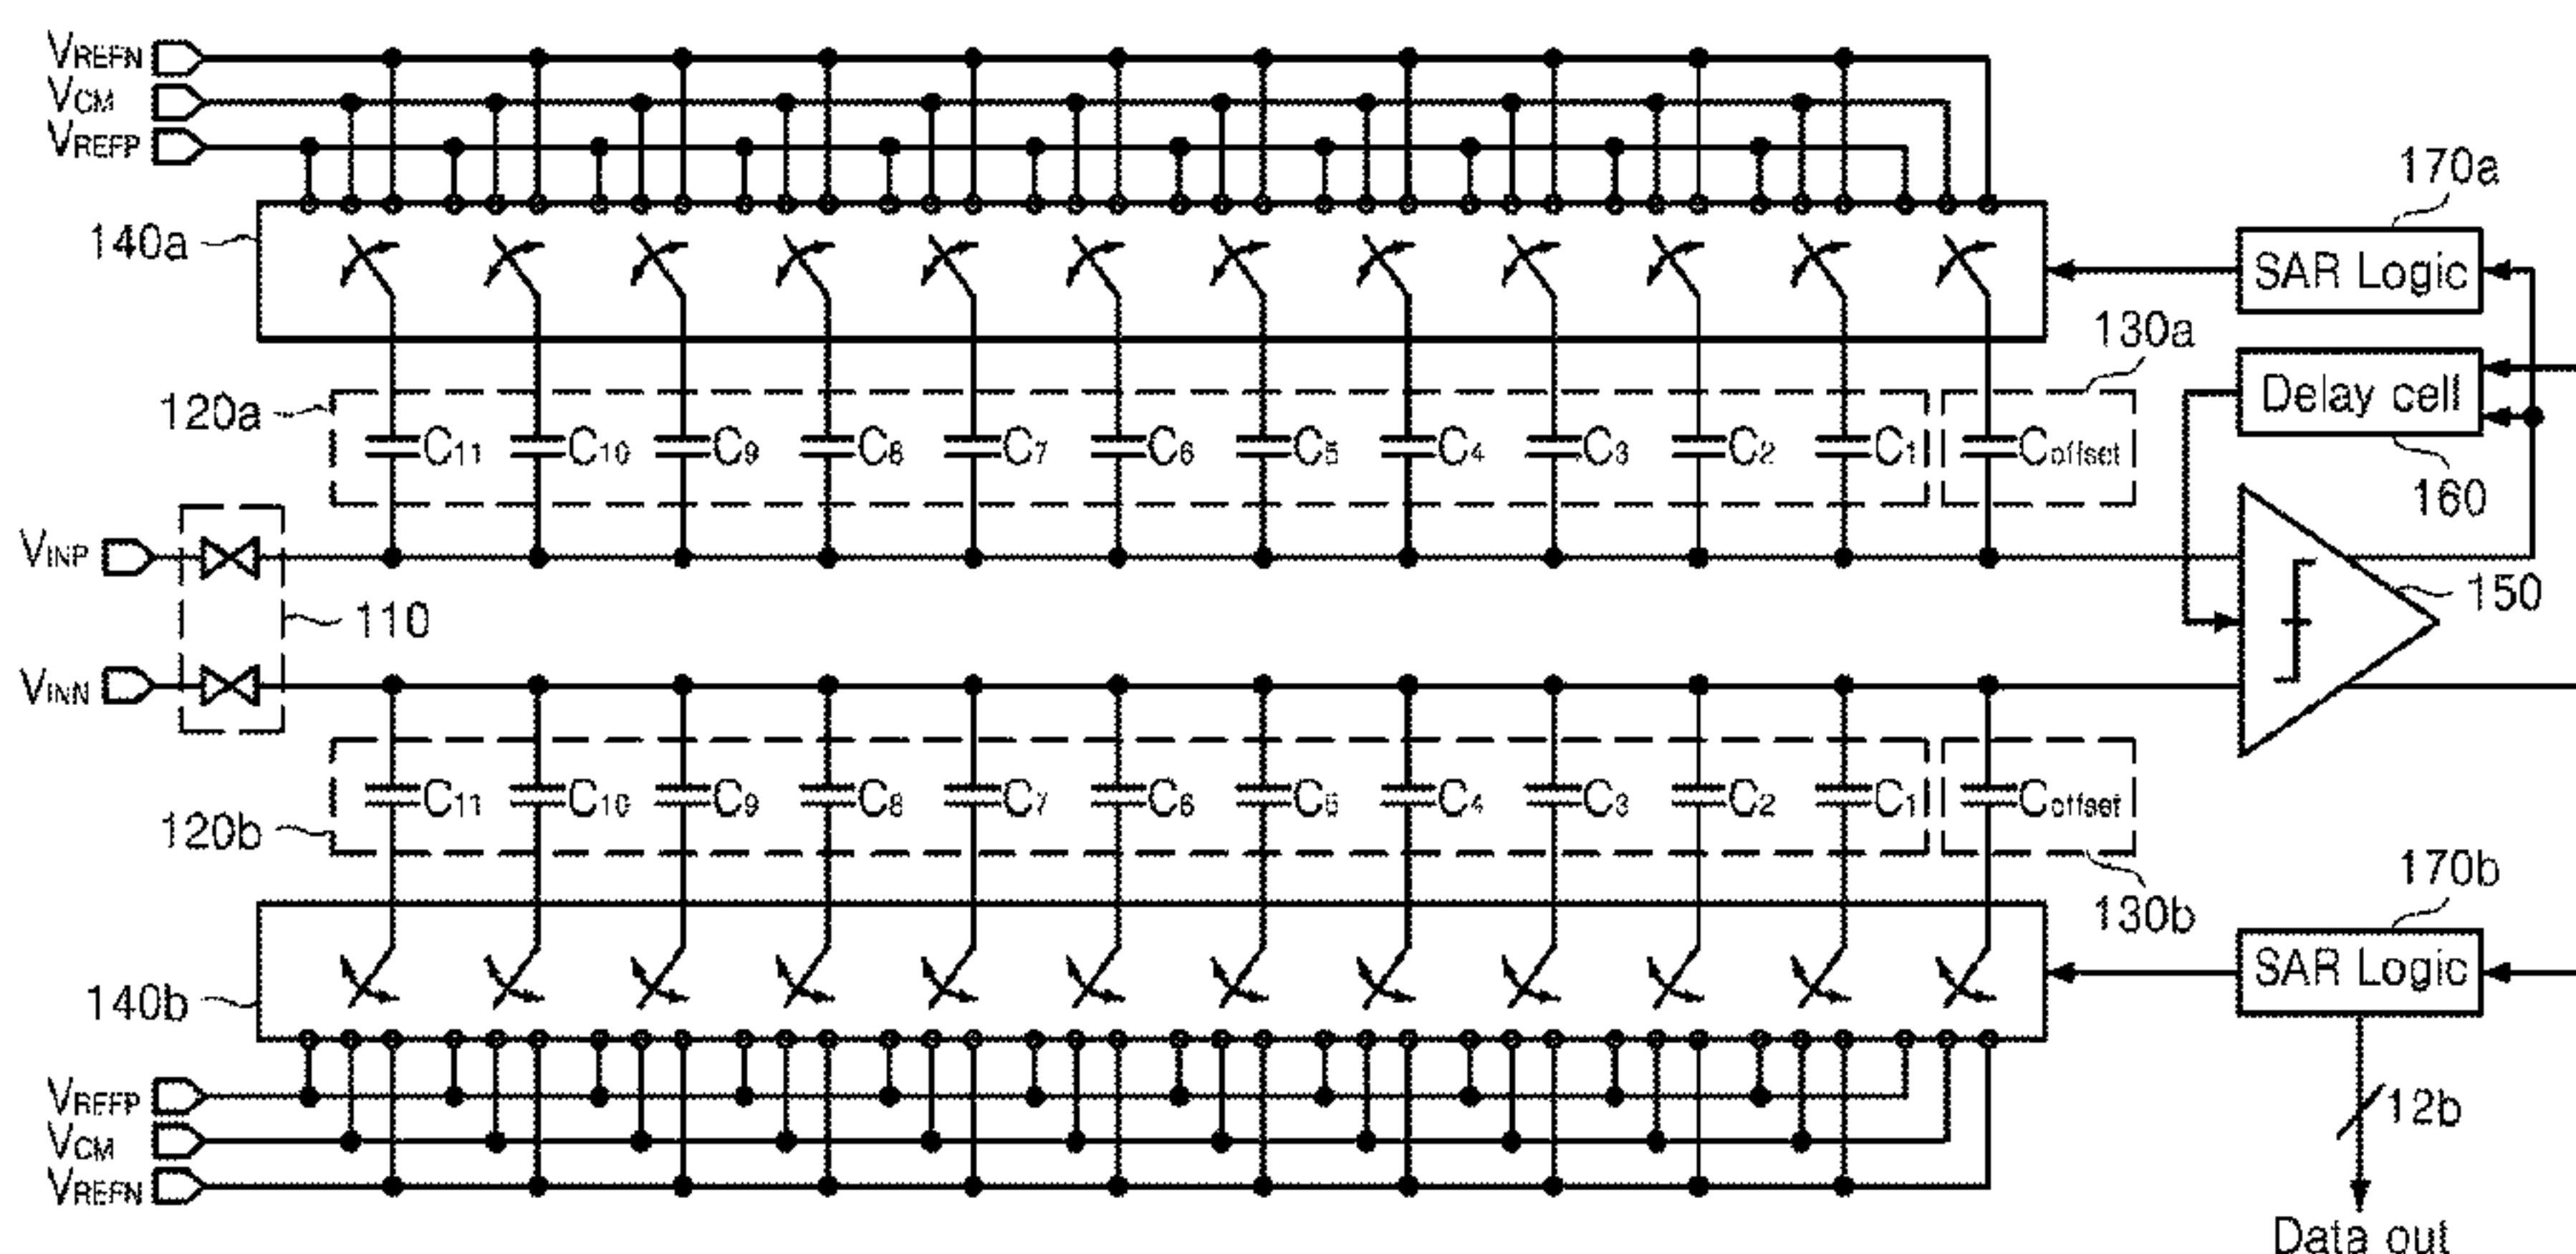 VREFN
VCM
VREFP
170a
140a
SAR Logic
130a
120a
Delay cell
C11 C10 C9 C8 C7 C6 C5 C4 C3 C2 C1 Coffset
160
VINP
150
110
VINN
C11 C10 C9 C8 C7 C6 C5 C4 C3 C2 C1 Coffset
120b
170b
130b
SAR Logic
140b
VREFP
VCM
VREFN
12b
Data out